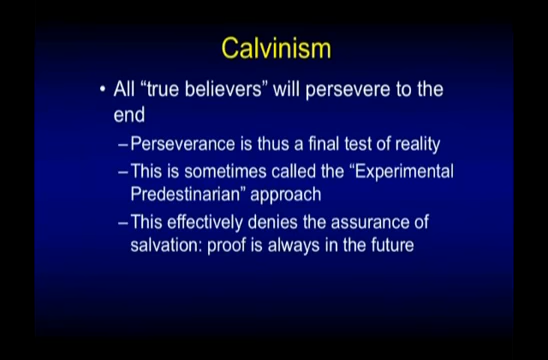 Calvinism
• All “true believers” will persevere to the
end
–Perseverance is thus a final test of reality
–This is sometimes called the “Experimental
Predestinarian” approach
–This effectively denies the assurance of
salvation: proof is always in the future